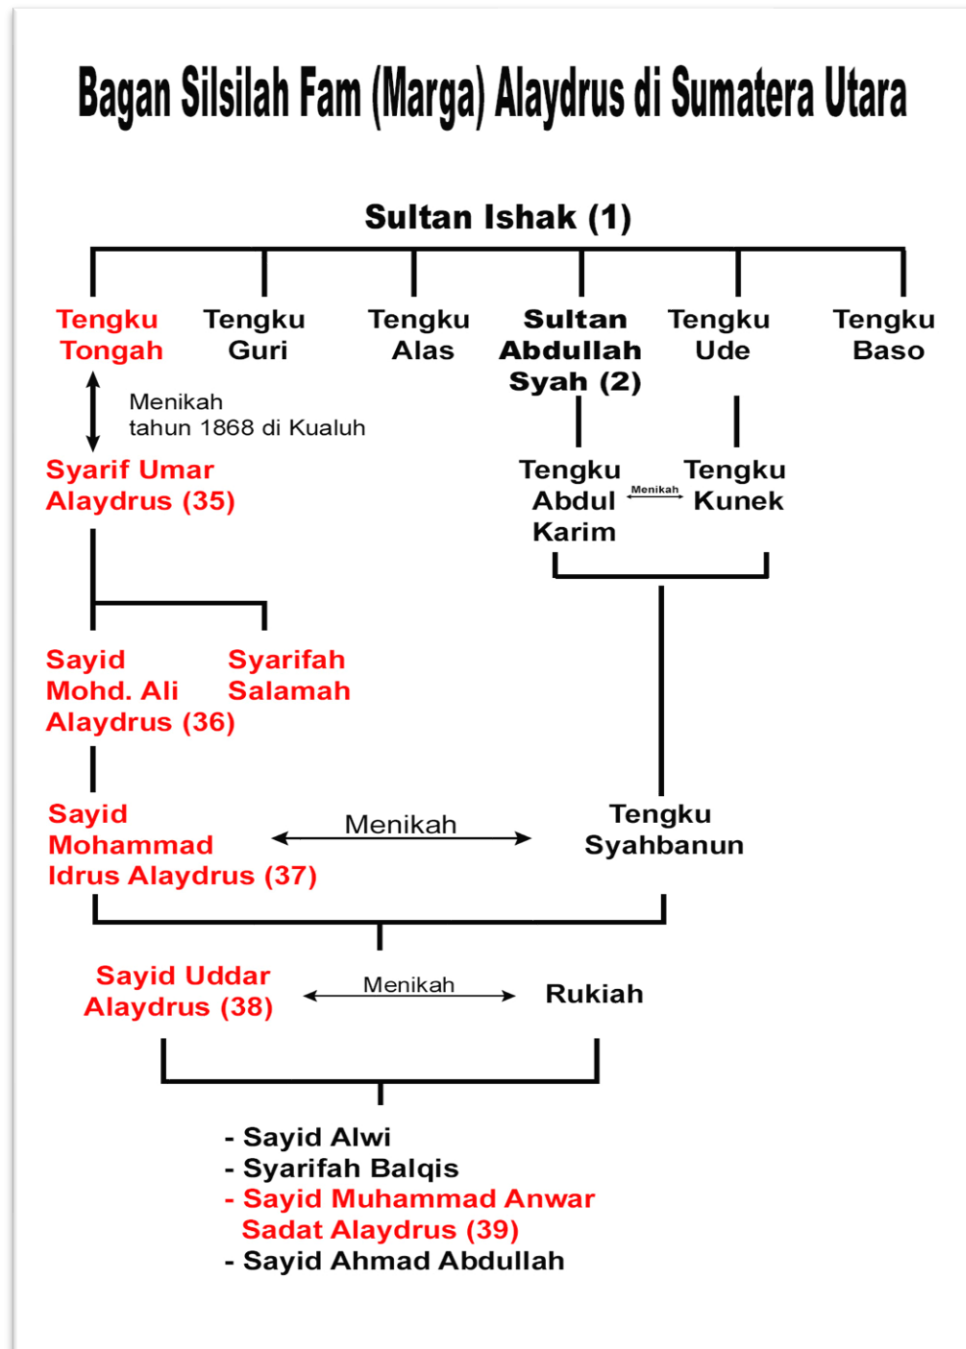 Bagan Silsilah Fam (Marga) Alaydrus di Sumatera Utara
Sultan Ishak (1)
Tengku Tongah
Tengku Guri
Tengku Alas
Sultan Abdullah Syah (2)
Tengku Ude
Tengku Baso
Menikah
tahun 1868 di Kualuh
Syarif Umar
Alaydrus (35)
Tengku
Abdul
Karim
Menikah
Tengku
Kunek
Sayid
Mohd. Ali
Alaydrus (36)
Syarifah
Salamah
Sayid
Mohammad
Idrus Alaydrus (37)
Menikah
Tengku
Syahbanun
Sayid Uddar
Alaydrus (38)
Menikah
Rukiah
- Sayid Alwi
- Syarifah Balqis
- Sayid Muhammad Anwar
Sadat Alaydrus (39)
- Sayid Ahmad Abdullah